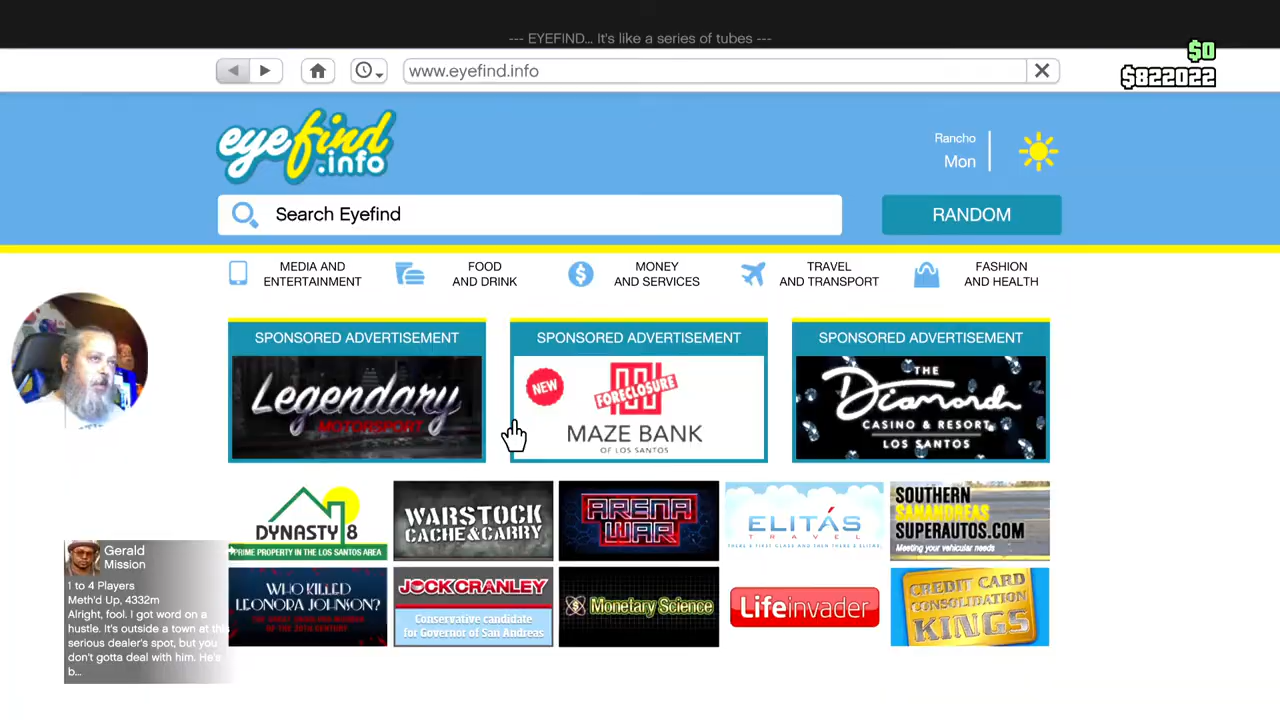 --- EYEFIND... It's like a series of tubes ---
$0
www.eyefind.info
$822022
eyefind
.info
Rancho
Mon
Search Eyefind
RANDOM
MEDIA AND
ENTERTAINMENT
FOOD
AND DRINK
MONEY
AND SERVICES
TRAVEL
AND TRANSPORT
FASHION
AND HEALTH
SPONSORED ADVERTISEMENT
Legendary
MOTORSPORT
SPONSORED ADVERTISEMENT
NEW
FORECLOSURE
MAZE BANK
OF LOS SANTOS
SPONSORED ADVERTISEMENT
THE
Diamond
CASINO & RESORT
LOS SANTOS
DYNASTY 8
PRIME PROPERTY IN THE LOS SANTOS AREA
WARSTOCK
CACHE & CARRY
ARENA
WAR
ELITÁS
TRAVEL
THERE'S FIRST CLASS AND THEN THERE'S ELITÁS
SOUTHERN
SAN ANDREAS
SUPERAUTOS.COM
Meeting your vehicular needs
WHO KILLED
LEONORA JOHNSON?
JOCK CRANLEY
Conservative candidate
for Governor of San Andreas
Monetary Science
Lifeinvader
CREDIT CARD
CONSOLIDATION
KINGS
Gerald
Mission
1 to 4 Players
Meth'd Up, 4332m
Alright, fool. I got word on a
hustle. It's outside a town at this
serious dealer's spot, but you
don't gotta deal with him. He's
b...